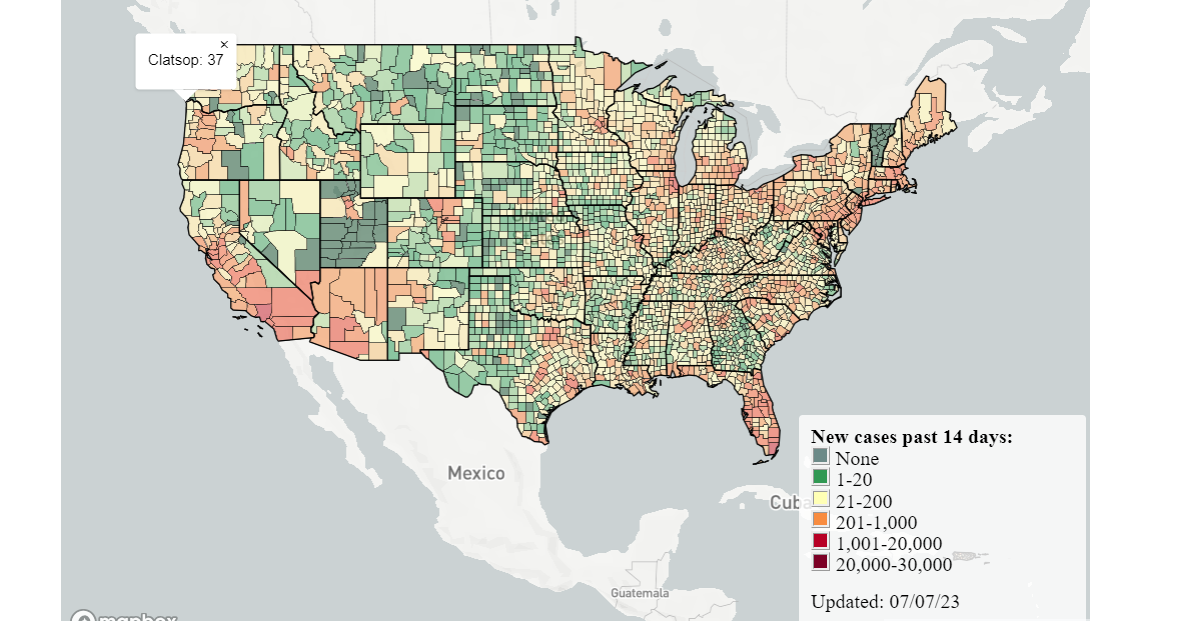 ×
Clatsop: 37
Mexico
Cuba
Guatemala
New cases past 14 days:
None
1-20
21-200
201-1,000
1,001-20,000
20,000-30,000
Updated: 07/07/23
mapbox